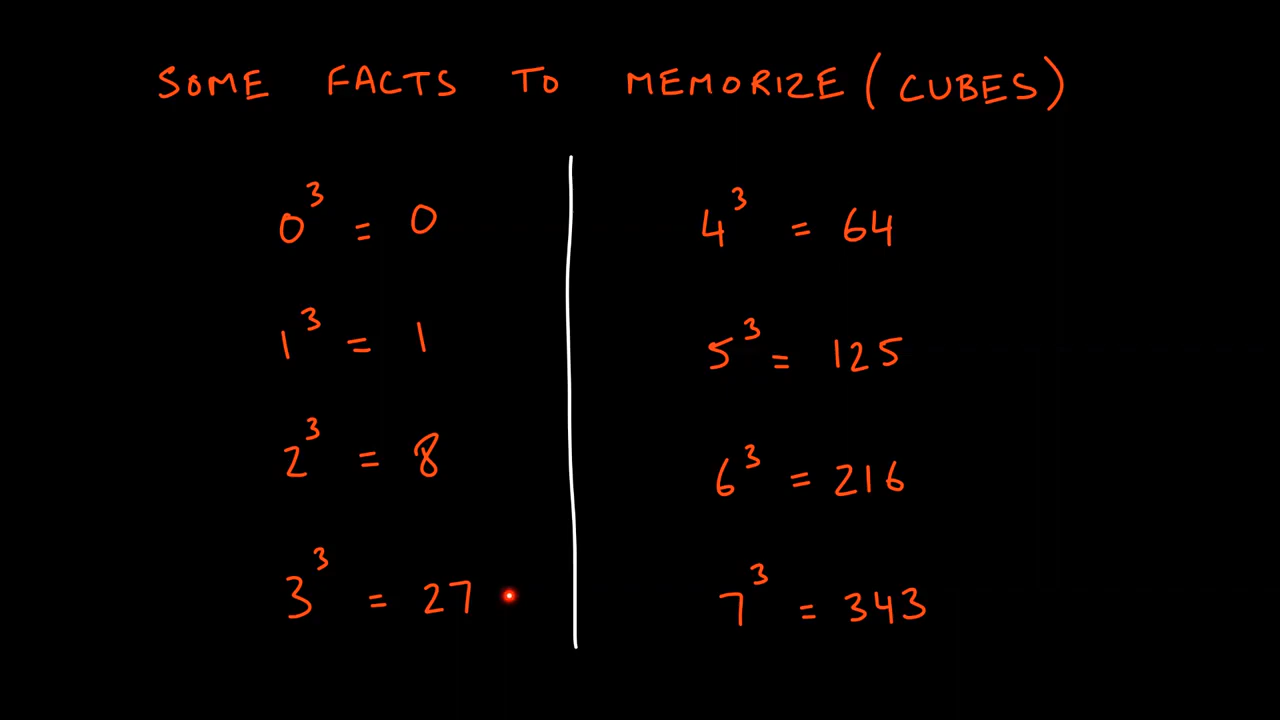 SOME FACTS TO MEMORIZE (CUBES)
0³ = 0
1³ = 1
2³ = 8
3³ = 27
4³ = 64
5³ = 125
6³ = 216
7³ = 343